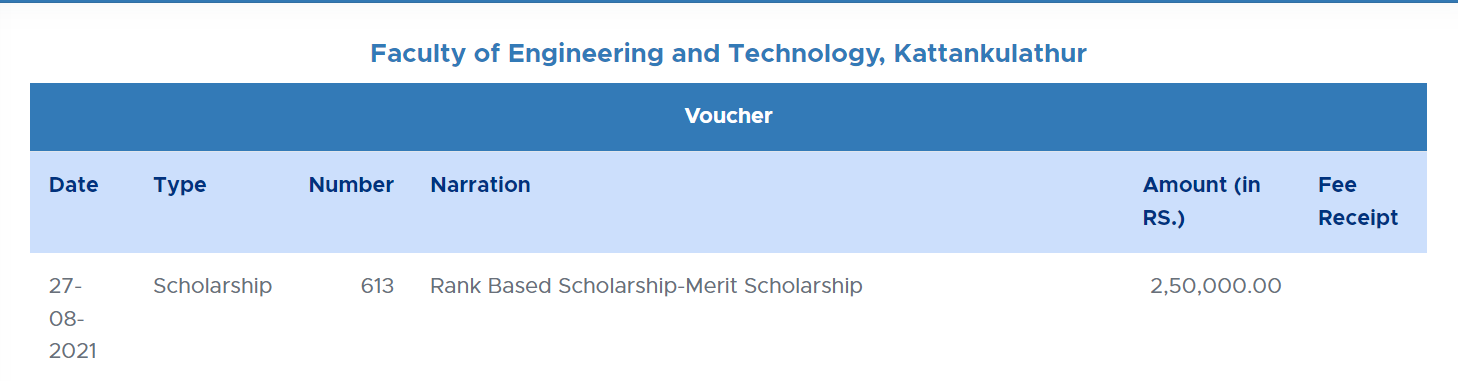 Faculty of Engineering and Technology, Kattankulathur
Voucher
Date Type Number Narration Amount (in RS.) Fee Receipt
27-08-2021 Scholarship 613 Rank Based Scholarship-Merit Scholarship 2,50,000.00